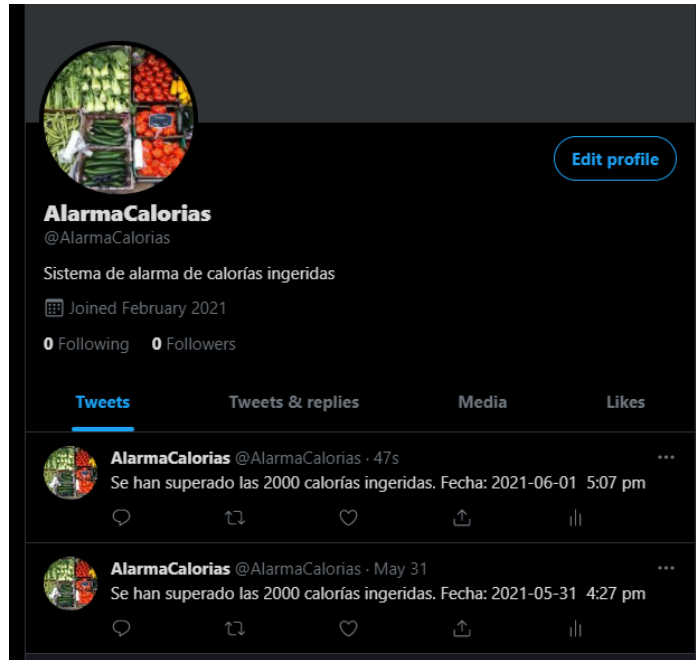 Edit profile
AlarmaCalorias
@AlarmaCalorias
Sistema de alarma de calorías ingeridas
Joined February 2021
0 Following 0 Followers
Tweets Tweets & replies Media Likes
AlarmaCalorias @AlarmaCalorias · 47s
Se han superado las 2000 calorías ingeridas. Fecha: 2021-06-01 5:07 pm
AlarmaCalorias @AlarmaCalorias · May 31
Se han superado las 2000 calorías ingeridas. Fecha: 2021-05-31 4:27 pm